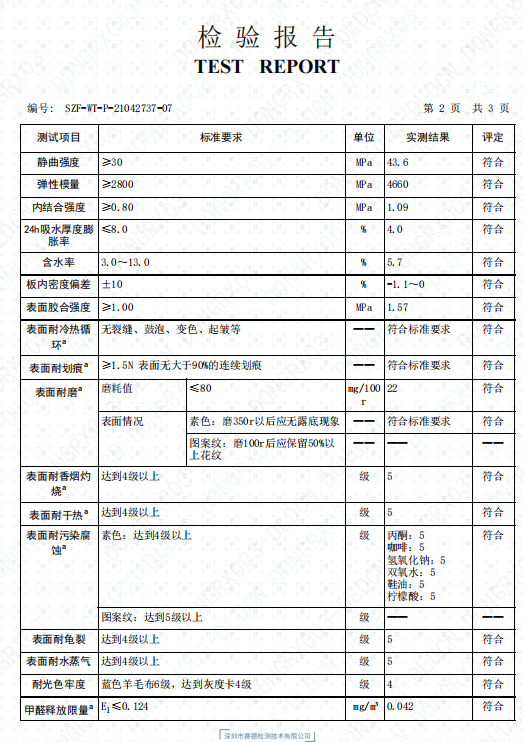 检 验 报 告
TEST REPORT
编号: SZF-WT-P-21042737-07 第 2 页 共 3 页
测试项目 标准要求 单位 实测结果 评定
静曲强度 ≥30 MPa 43.6 符合
弹性模量 ≥2800 MPa 4660 符合
内结合强度 ≥0.80 MPa 1.09 符合
24h吸水厚度膨 ≤8.0 % 4.0 符合
胀率
含水率 3.0～13.0 % 5.7 符合
板内密度偏差 ±10 % -1.1～0 符合
表面胶合强度 ≥1.00 MPa 1.57 符合
表面耐冷热循 无裂缝、鼓泡、变色、起皱等 —— 符合标准要求 符合
环a
表面耐划痕a ≥1.5N 表面无大于90%的连续划痕 —— 符合标准要求 符合
表面耐磨a 磨耗值 ≤80 mg/100 22 符合
r
表面情况 素色: 磨350r以后应无露底现象 —— 符合标准要求 符合
图案纹: 磨100r后应保留50%以 —— —— ——
上花纹
表面耐香烟灼 达到4级以上 级 5 符合
烧a
表面耐干热a 达到4级以上 级 5 符合
表面耐污染腐 素色: 达到4级以上 级 丙酮: 5 符合
蚀a 咖啡: 5
氢氧化钠: 5
双氧水: 5
鞋油: 5
柠檬酸: 5
图案纹: 达到5级以上 级 —— ——
表面耐龟裂 达到4级以上 级 5 符合
表面耐水蒸气 达到4级以上 级 5 符合
耐光色牢度 蓝色羊毛布6级，达到灰度卡4级 级 4 符合
甲醛释放限量a E1≤0.124 mg/m³ 0.042 符合
深圳市赛德检测技术有限公司